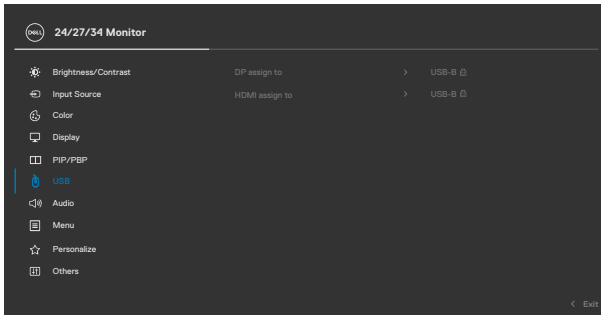 DELL 24/27/34 Monitor
Brightness/Contrast DP assign to > USB-B
Input Source HDMI assign to > USB-B
Color
Display
PIP/PBP
USB
Audio
Menu
Personalize
Others
< Exit